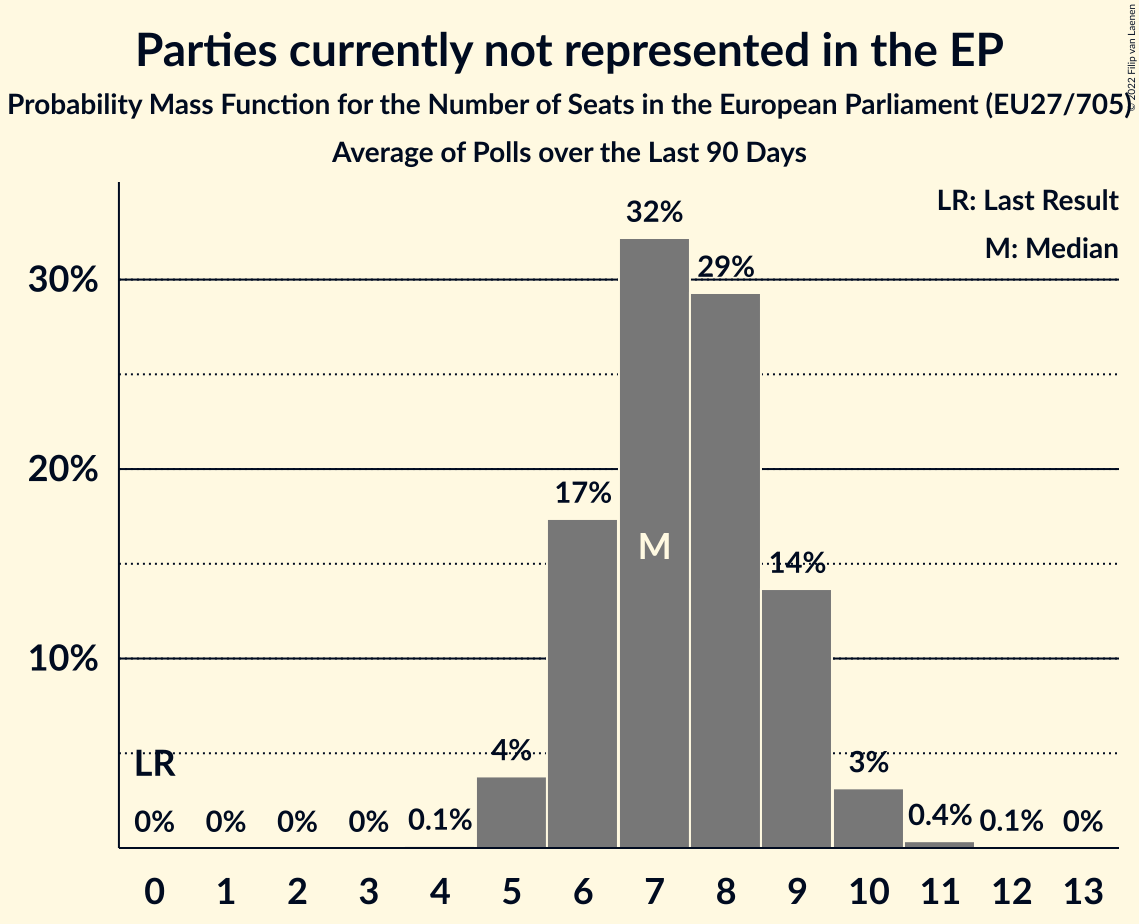 Parties currently not represented in the EP
Probability Mass Function for the Number of Seats in the European Parliament (EU27/705)
Average of Polls over the Last 90 Days
© 2022 Filip van Laenen
LR: Last Result
M: Median
30%
20%
10%
LR
0%
0%
0%
0%
0.1%
4%
17%
32%
M
29%
14%
3%
0.4%
0.1%
0%
0 1 2 3 4 5 6 7 8 9 10 11 12 13